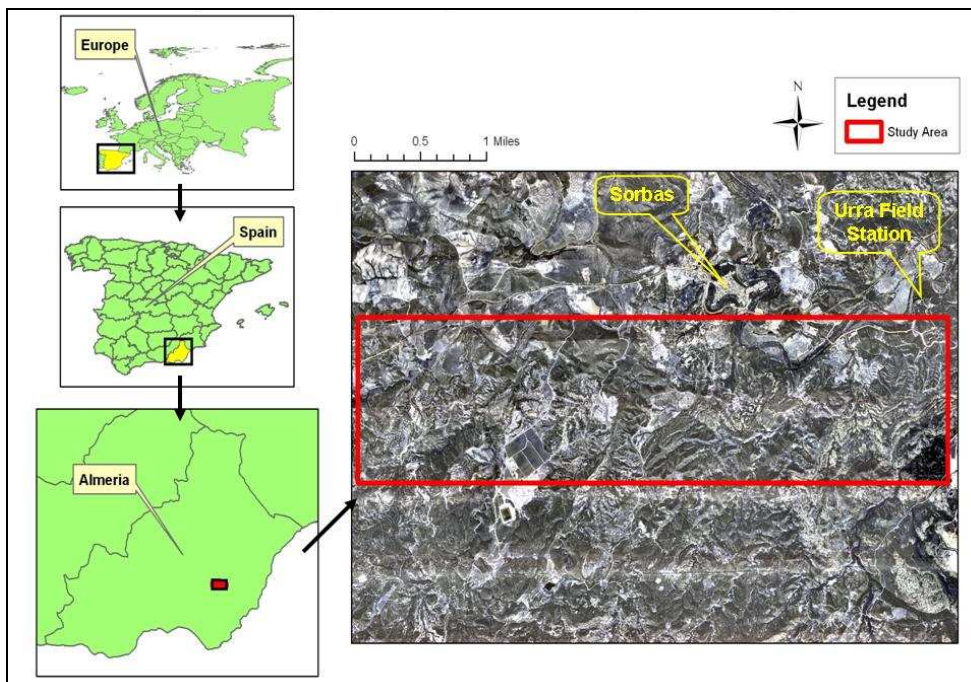 Europe
Spain
Almeria
0 0.5 1 Miles
N
Legend
Study Area
Sorbas
Urra Field
Station